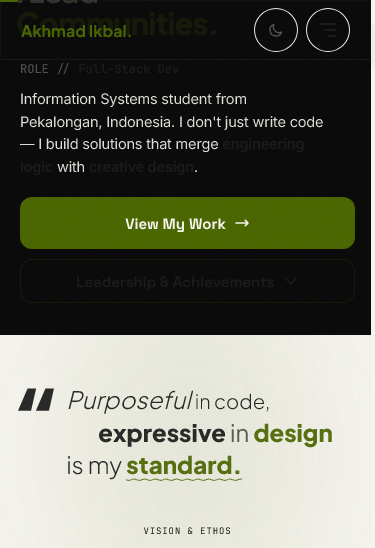 Communities.
Akhmad Ikbal.
ROLE // Full-Stack Dev
Information Systems student from
Pekalongan, Indonesia. I don't just write code
— I build solutions that merge engineering
logic with creative design.
View My Work →
Leadership & Achievements
" Purposeful in code,
expressive in design
is my standard.
VISION & ETHOS